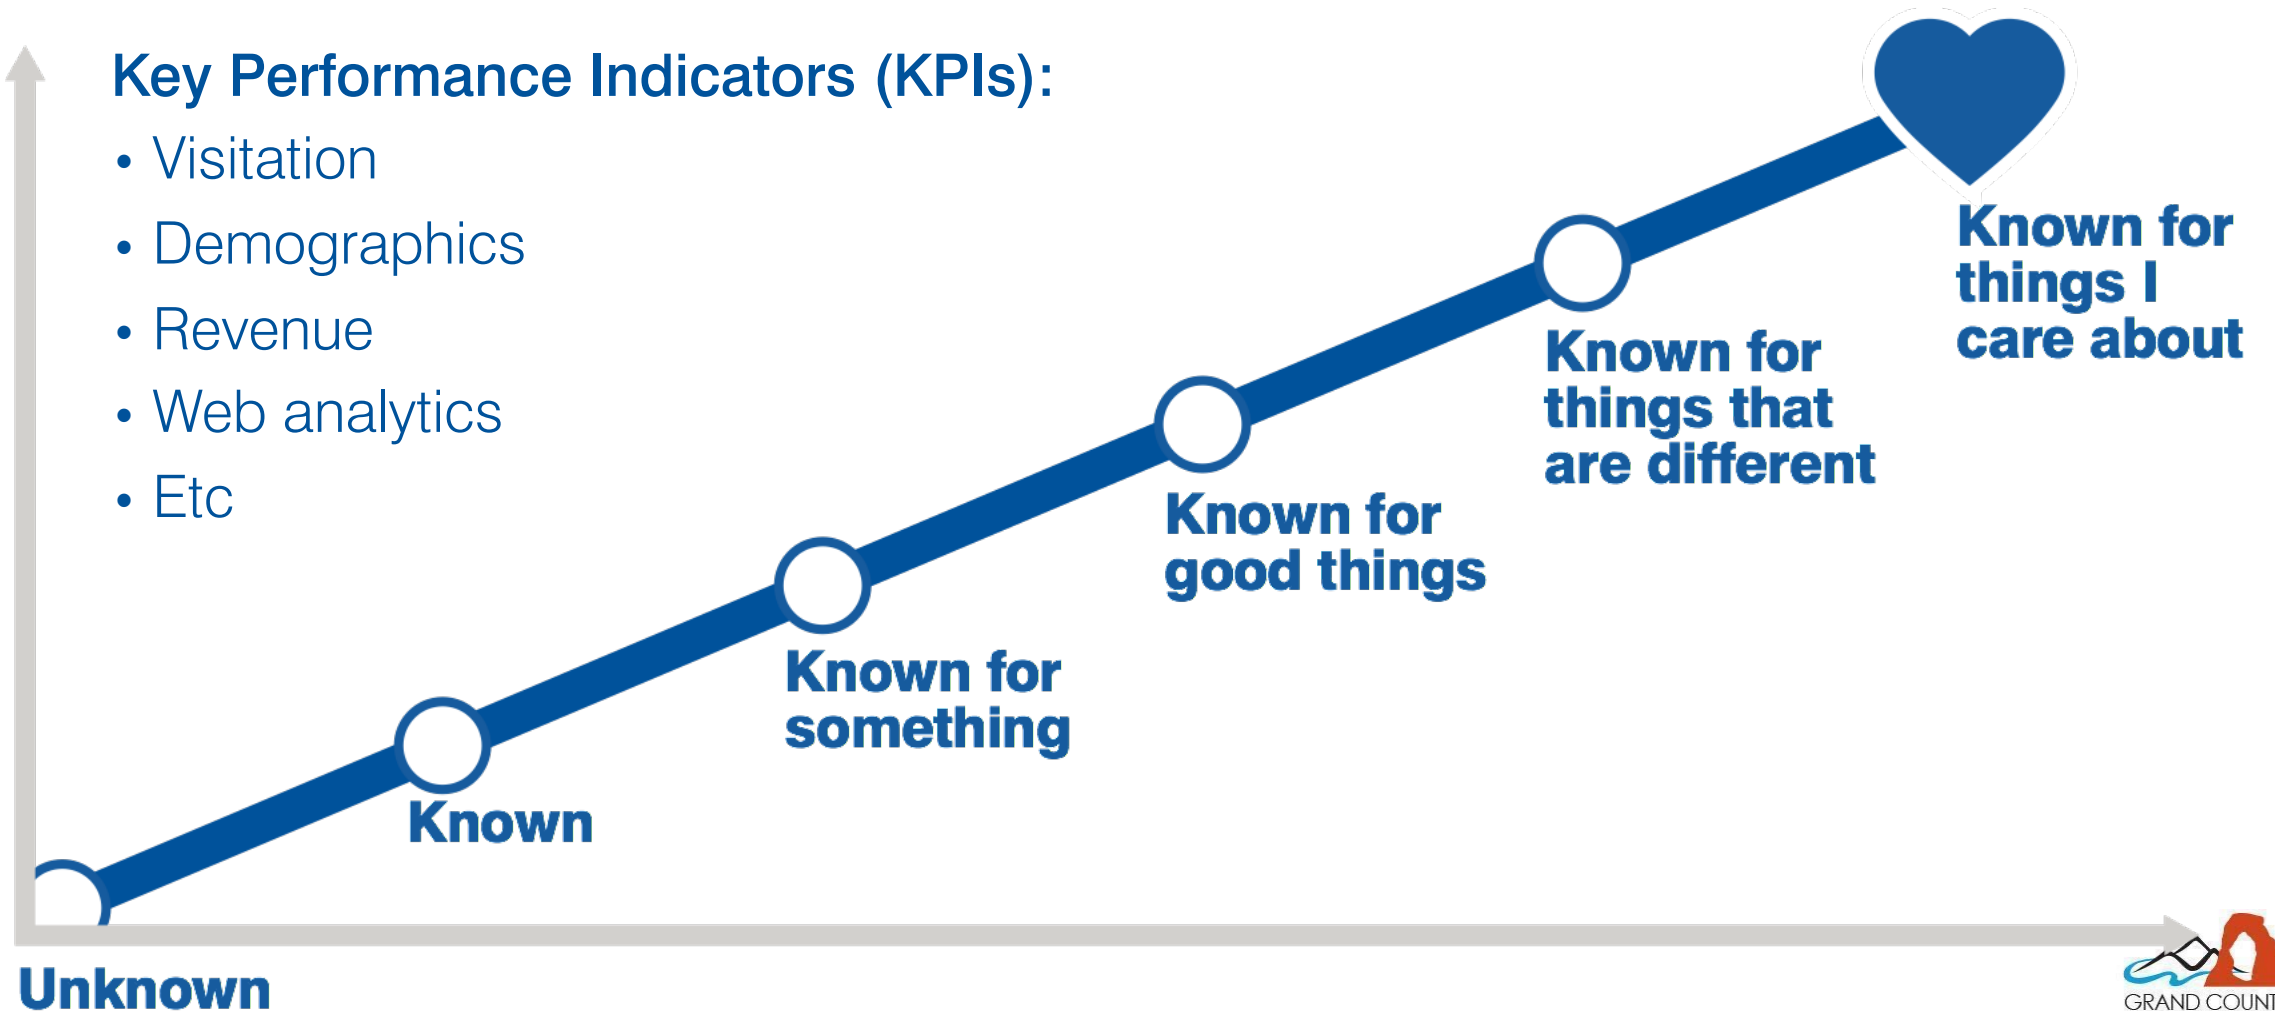 Key Performance Indicators (KPIs):
• Visitation
• Demographics
• Revenue
• Web analytics
• Etc
Known for
things I
care about
Known for
things that
are different
Known for
good things
Known for
something
Known
Unknown
GRAND COUNT